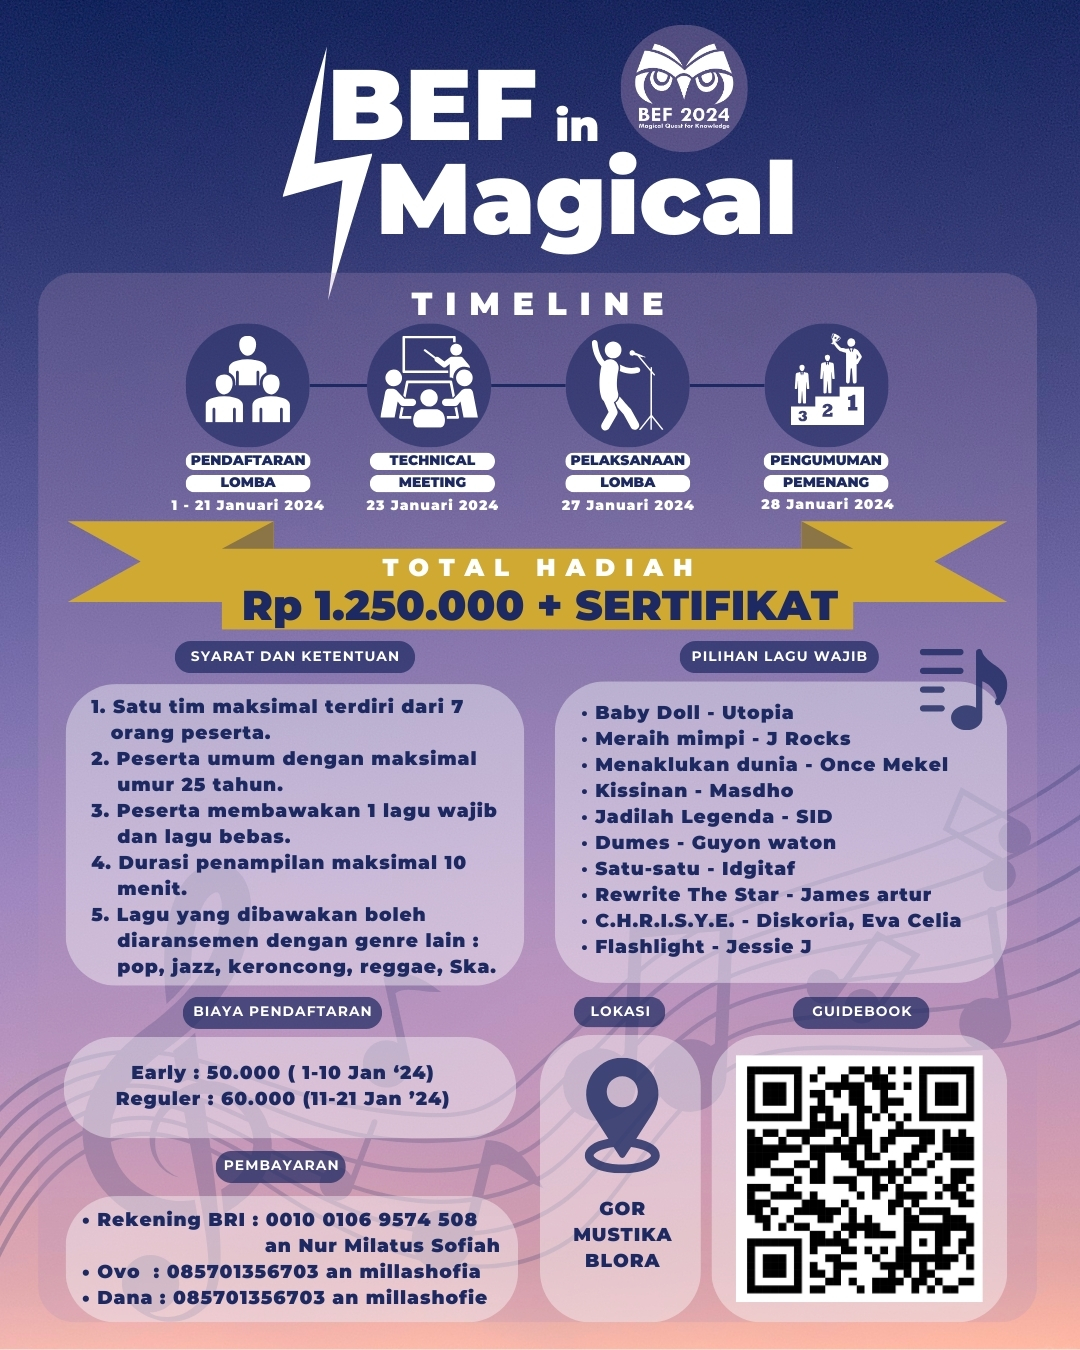 BEF in
BEF 2024
Magical Quest for Knowledge
Magical
TIMELINE
3 2 1
PENDAFTARAN
LOMBA
1 - 21 Januari 2024
TECHNICAL
MEETING
23 Januari 2024
PELAKSANAAN
LOMBA
27 Januari 2024
PENGUMUMAN
PEMENANG
28 Januari 2024
TOTAL HADIAH
Rp 1.250.000 + SERTIFIKAT
SYARAT DAN KETENTUAN
1. Satu tim maksimal terdiri dari 7
orang peserta.
2. Peserta umum dengan maksimal
umur 25 tahun.
3. Peserta membawakan 1 lagu wajib
dan lagu bebas.
4. Durasi penampilan maksimal 10
menit.
5. Lagu yang dibawakan boleh
diaransemen dengan genre lain :
pop, jazz, keroncong, reggae, Ska.
PILIHAN LAGU WAJIB
• Baby Doll - Utopia
• Meraih mimpi - J Rocks
• Menaklukan dunia - Once Mekel
• Kissinan - Masdho
• Jadilah Legenda - SID
• Dumes - Guyon waton
• Satu-satu - Idgitaf
• Rewrite The Star - James artur
• C.H.R.I.S.Y.E. - Diskoria, Eva Celia
• Flashlight - Jessie J
BIAYA PENDAFTARAN
Early : 50.000 ( 1-10 Jan ‘24)
Reguler : 60.000 (11-21 Jan ’24)
PEMBAYARAN
• Rekening BRI : 0010 0106 9574 508
an Nur Milatus Sofiah
• Ovo : 085701356703 an millashofia
• Dana : 085701356703 an millashofie
LOKASI
GOR
MUSTIKA
BLORA
GUIDEBOOK